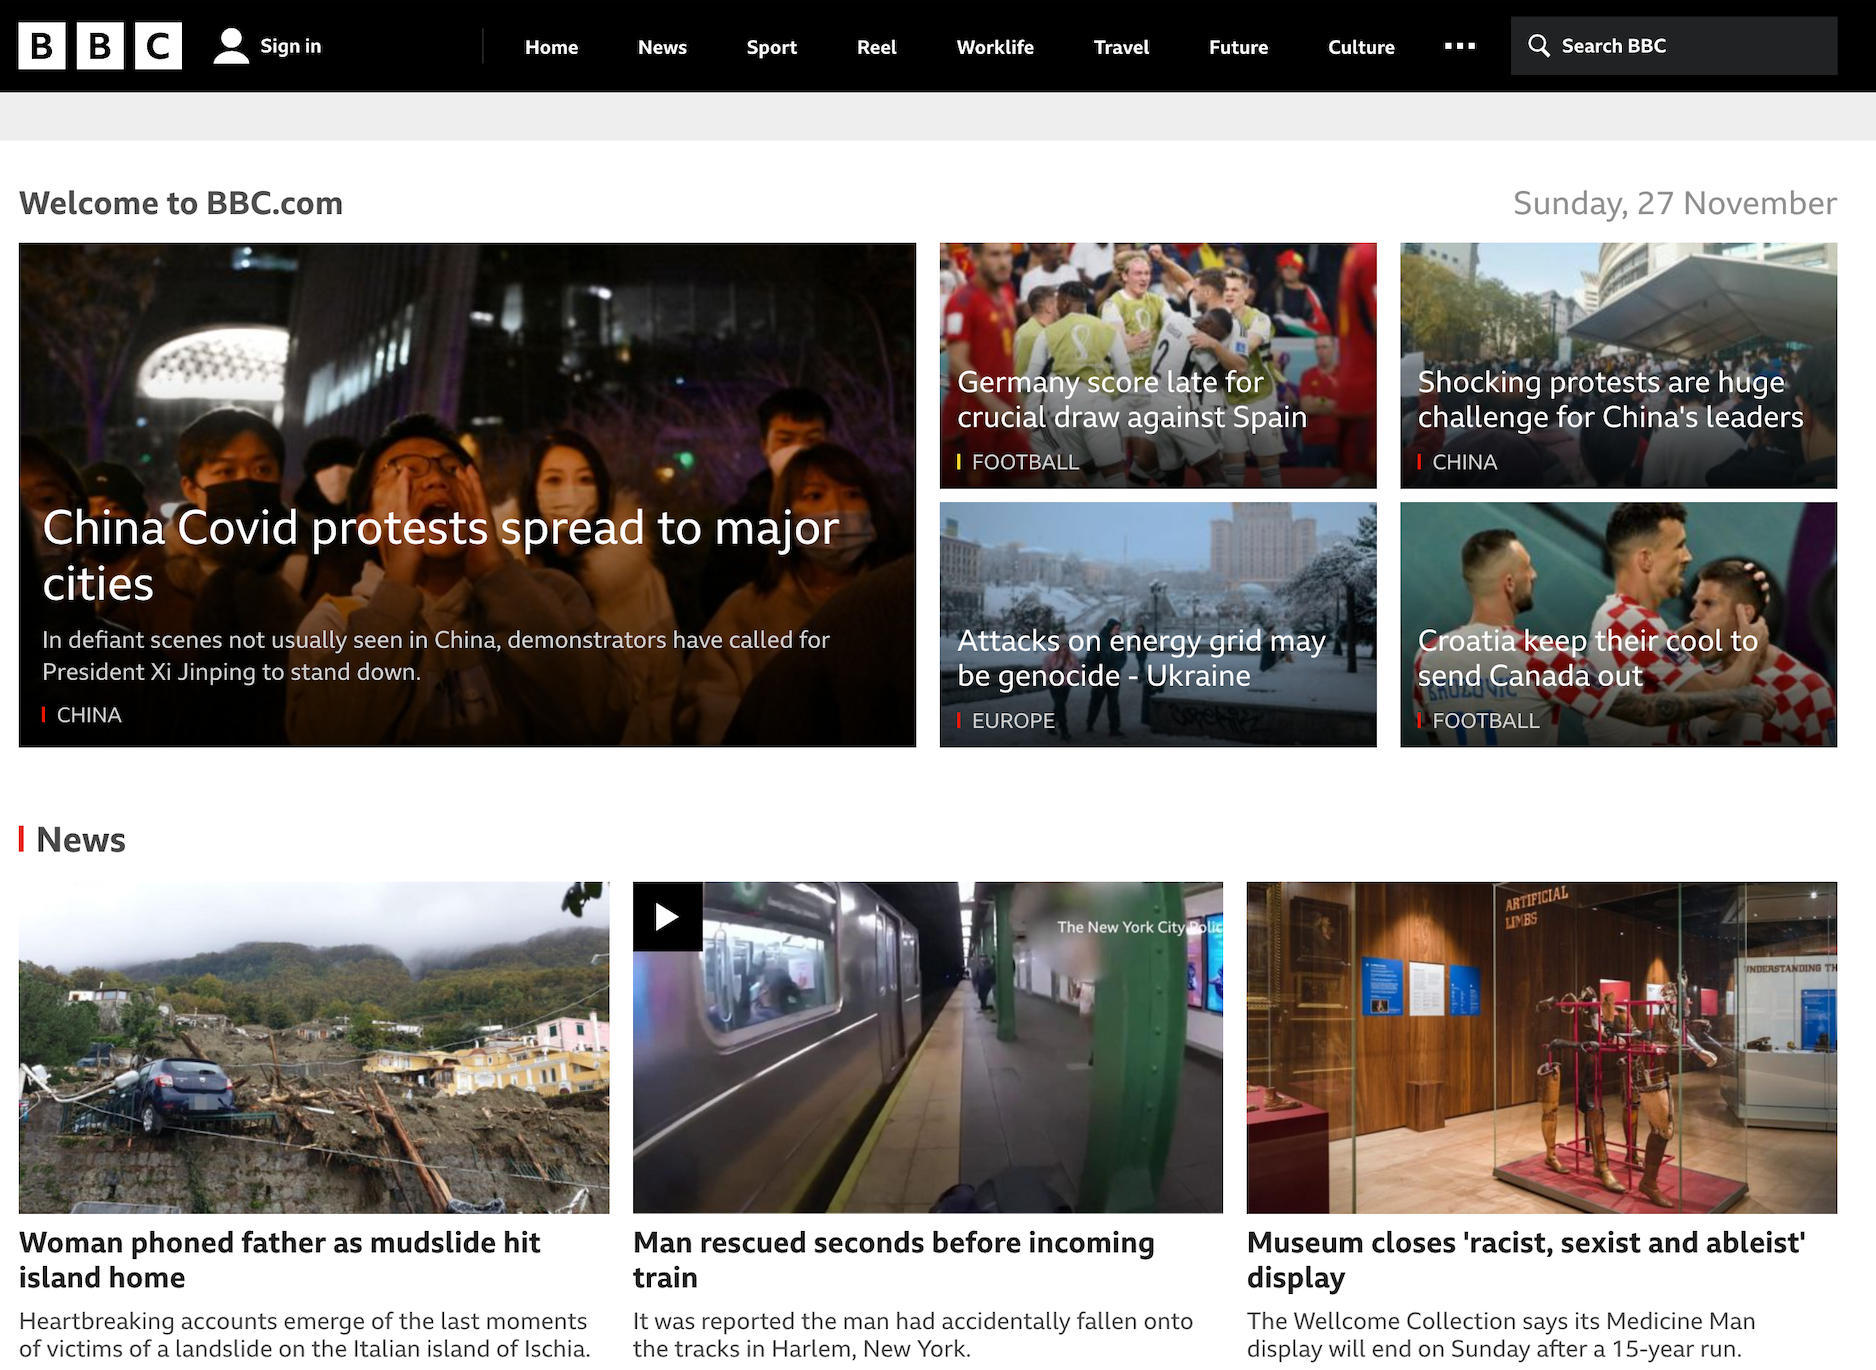 BBC
Sign in
Home
News
Sport
Reel
Worklife
Travel
Future
Culture
Search BBC
Welcome to BBC.com
Sunday, 27 November
China Covid protests spread to major
cities
In defiant scenes not usually seen in China, demonstrators have called for
President Xi Jinping to stand down.
CHINA
Germany score late for
crucial draw against Spain
FOOTBALL
Shocking protests are huge
challenge for China's leaders
CHINA
Attacks on energy grid may
be genocide - Ukraine
EUROPE
Croatia keep their cool to
send Canada out
FOOTBALL
News
Woman phoned father as mudslide hit
island home
Heartbreaking accounts emerge of the last moments
of victims of a landslide on the Italian island of Ischia.
The New York City Polic
Man rescued seconds before incoming
train
It was reported the man had accidentally fallen onto
the tracks in Harlem, New York.
ARTIFICIAL
LIMBS
UNDERSTANDING TH
Museum closes 'racist, sexist and ableist'
display
The Wellcome Collection says its Medicine Man
display will end on Sunday after a 15-year run.